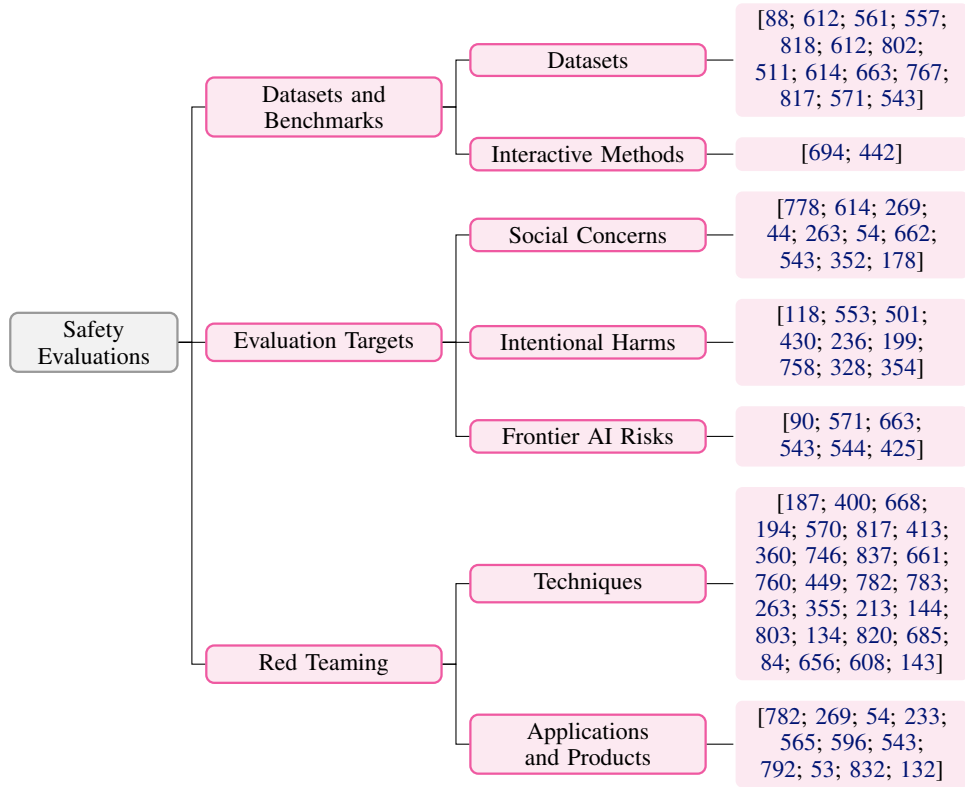 Safety
Evaluations
Datasets and
Benchmarks
Datasets
[88; 612; 561; 557;
818; 612; 802;
511; 614; 663; 767;
817; 571; 543]
Interactive Methods
[694; 442]
Evaluation Targets
Social Concerns
[778; 614; 269;
44; 263; 54; 662;
543; 352; 178]
Intentional Harms
[118; 553; 501;
430; 236; 199;
758; 328; 354]
Frontier AI Risks
[90; 571; 663;
543; 544; 425]
Red Teaming
Techniques
[187; 400; 668;
194; 570; 817; 413;
360; 746; 837; 661;
760; 449; 782; 783;
263; 355; 213; 144;
803; 134; 820; 685;
84; 656; 608; 143]
Applications
and Products
[782; 269; 54; 233;
565; 596; 543;
792; 53; 832; 132]